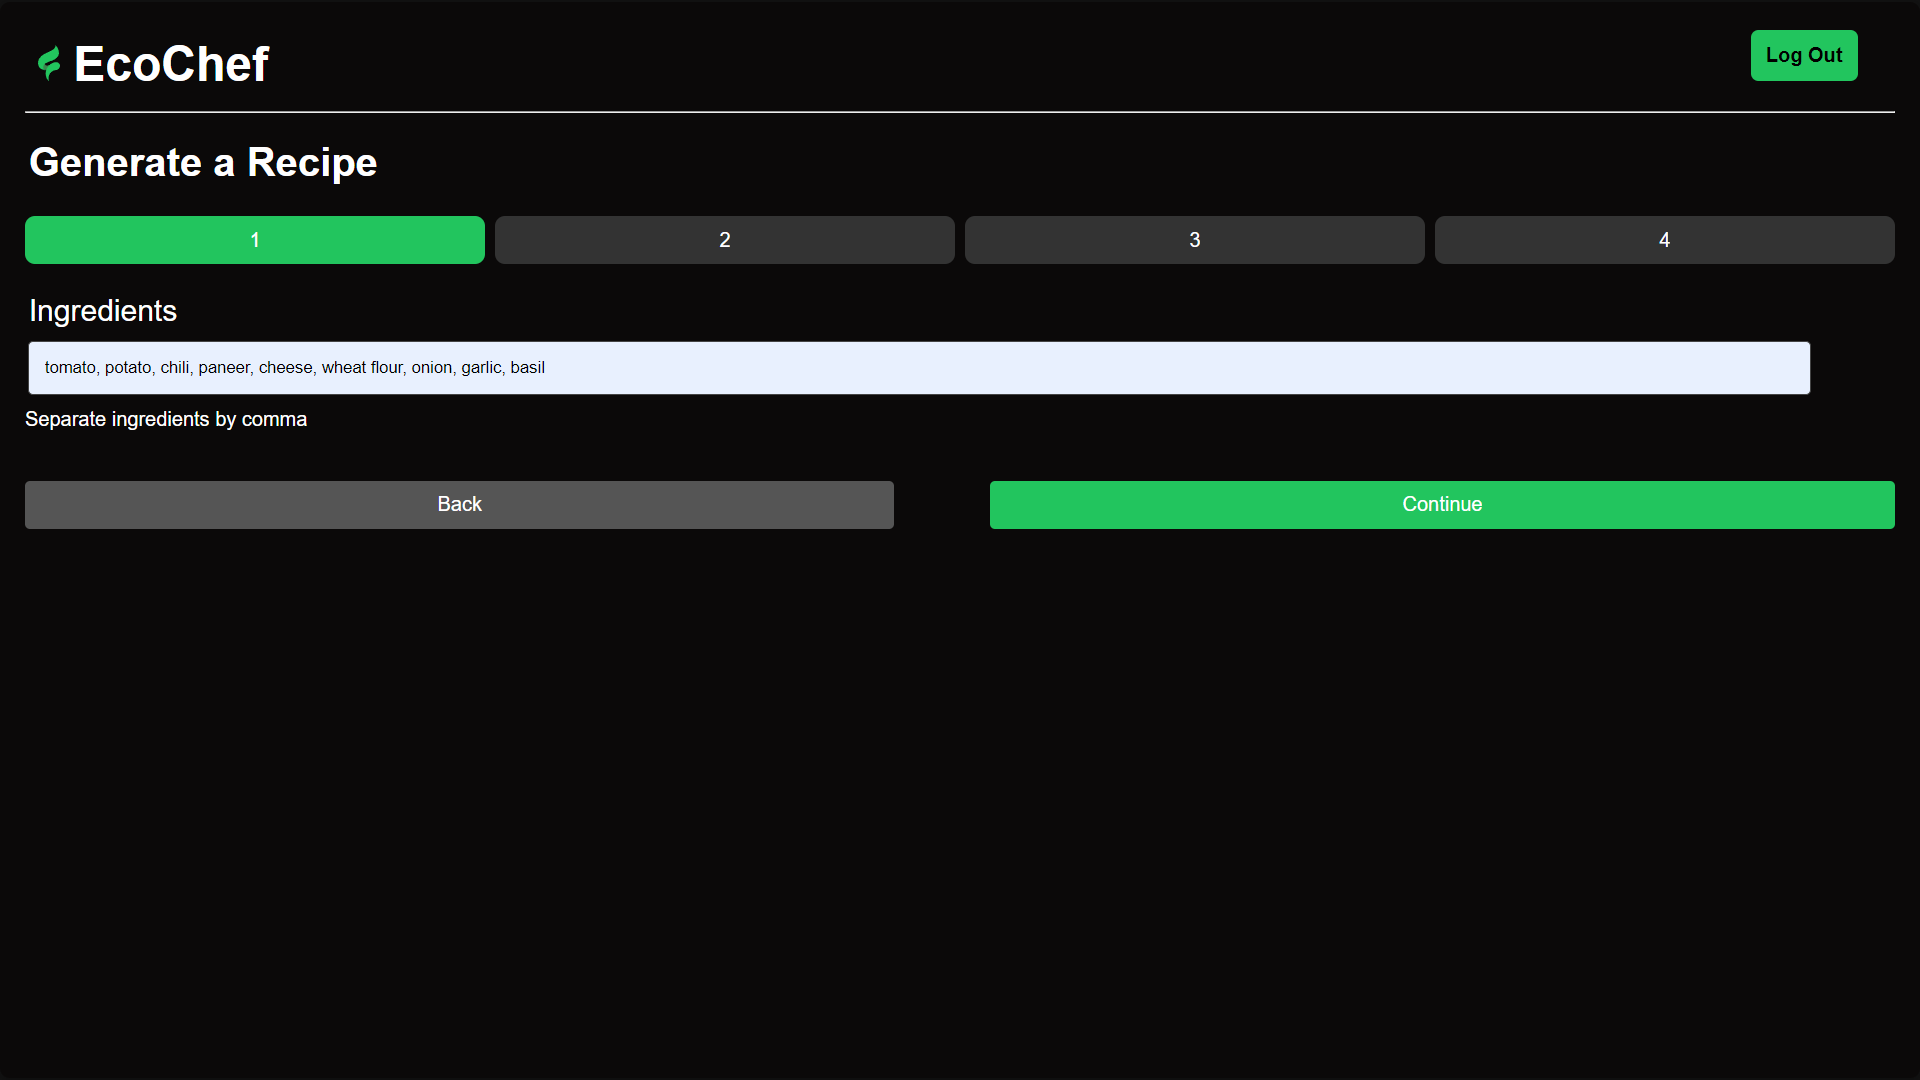 EcoChef
Log Out
Generate a Recipe
1
2
3
4
Ingredients
tomato, potato, chili, paneer, cheese, wheat flour, onion, garlic, basil
Separate ingredients by comma
Back
Continue